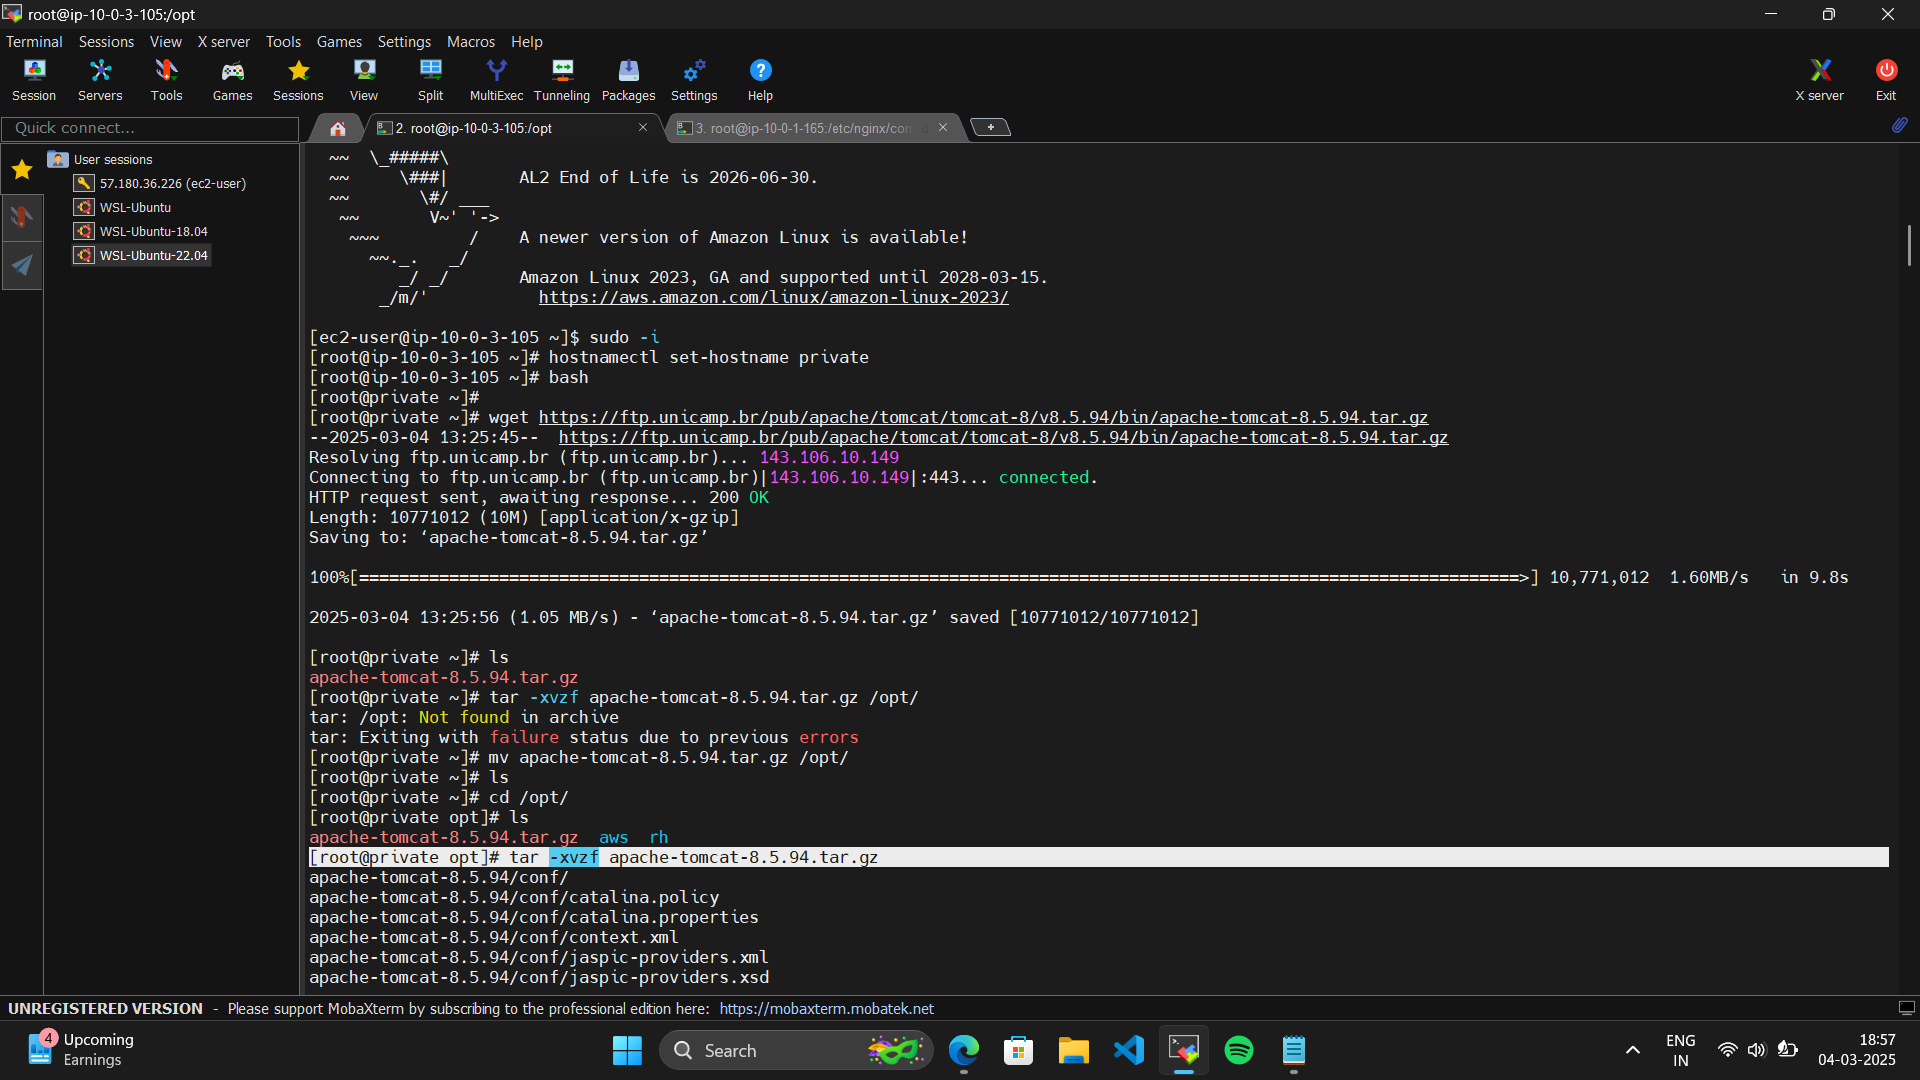 root@ip-10-0-3-105:/opt
Terminal Sessions View X server Tools Games Settings Macros Help
Session Servers Tools Games Sessions View Split MultiExec Tunneling Packages Settings Help X server Exit
Quick connect...
2. root@ip-10-0-3-105:/opt
3. root@ip-10-0-1-165:/etc/nginx/con
User sessions
57.180.36.226 (ec2-user)
WSL-Ubuntu
WSL-Ubuntu-18.04
WSL-Ubuntu-22.04
~~  \_#####\
~~     \###|       AL2 End of Life is 2026-06-30.
~~       \#/ ___
~~       V~' '->
~~~         /    A newer version of Amazon Linux is available!
~~._.   _/
_/ _/       Amazon Linux 2023, GA and supported until 2028-03-15.
_/m/'           https://aws.amazon.com/linux/amazon-linux-2023/
[ec2-user@ip-10-0-3-105 ~]$ sudo -i
[root@ip-10-0-3-105 ~]# hostnamectl set-hostname private
[root@ip-10-0-3-105 ~]# bash
[root@private ~]#
[root@private ~]# wget https://ftp.unicamp.br/pub/apache/tomcat/tomcat-8/v8.5.94/bin/apache-tomcat-8.5.94.tar.gz
--2025-03-04 13:25:45--  https://ftp.unicamp.br/pub/apache/tomcat/tomcat-8/v8.5.94/bin/apache-tomcat-8.5.94.tar.gz
Resolving ftp.unicamp.br (ftp.unicamp.br)... 143.106.10.149
Connecting to ftp.unicamp.br (ftp.unicamp.br)|143.106.10.149|:443... connected.
HTTP request sent, awaiting response... 200 OK
Length: 10771012 (10M) [application/x-gzip]
Saving to: ‘apache-tomcat-8.5.94.tar.gz’
100%[====================================================================================================================>] 10,771,012  1.60MB/s   in 9.8s
2025-03-04 13:25:56 (1.05 MB/s) - ‘apache-tomcat-8.5.94.tar.gz’ saved [10771012/10771012]
[root@private ~]# ls
apache-tomcat-8.5.94.tar.gz
[root@private ~]# tar -xvzf apache-tomcat-8.5.94.tar.gz /opt/
tar: /opt: Not found in archive
tar: Exiting with failure status due to previous errors
[root@private ~]# mv apache-tomcat-8.5.94.tar.gz /opt/
[root@private ~]# ls
[root@private ~]# cd /opt/
[root@private opt]# ls
apache-tomcat-8.5.94.tar.gz  aws  rh
[root@private opt]# tar -xvzf apache-tomcat-8.5.94.tar.gz
apache-tomcat-8.5.94/conf/
apache-tomcat-8.5.94/conf/catalina.policy
apache-tomcat-8.5.94/conf/catalina.properties
apache-tomcat-8.5.94/conf/context.xml
apache-tomcat-8.5.94/conf/jaspic-providers.xml
apache-tomcat-8.5.94/conf/jaspic-providers.xsd
UNREGISTERED VERSION - Please support MobaXterm by subscribing to the professional edition here: https://mobaxterm.mobatek.net
4
Upcoming
Earnings
Search
ENG
IN
18:57
04-03-2025